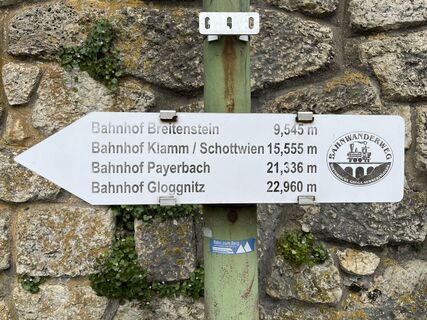 Bahnhof Breitenstein 9,545 m
Bahnhof Klamm / Schottwien 15,555 m
Bahnhof Payerbach 21,336 m
Bahnhof Gloggnitz 22,960 m
BAHNWANDERWEG